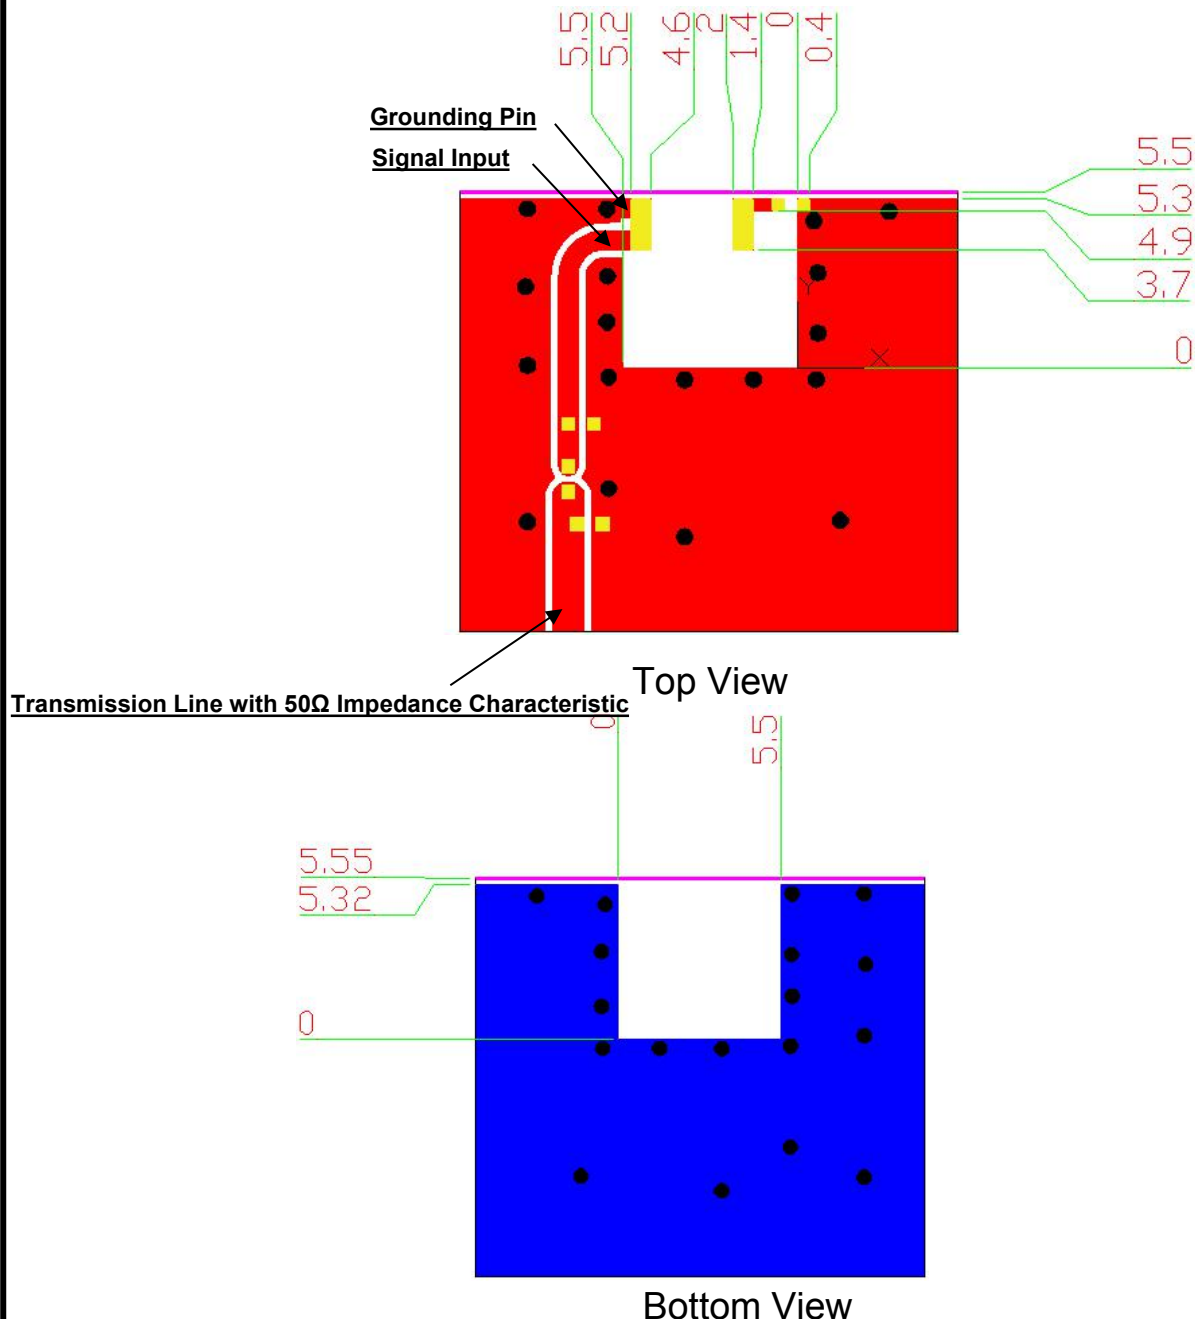 5.5
5.2
4.6
2
1.4
0
0.4
Grounding Pin
Signal Input
5.5
5.3
4.9
3.7
Y
X
0
Top View
Transmission Line with 50Ω Impedance Characteristic
0
5.5
5.55
5.32
0
Bottom View